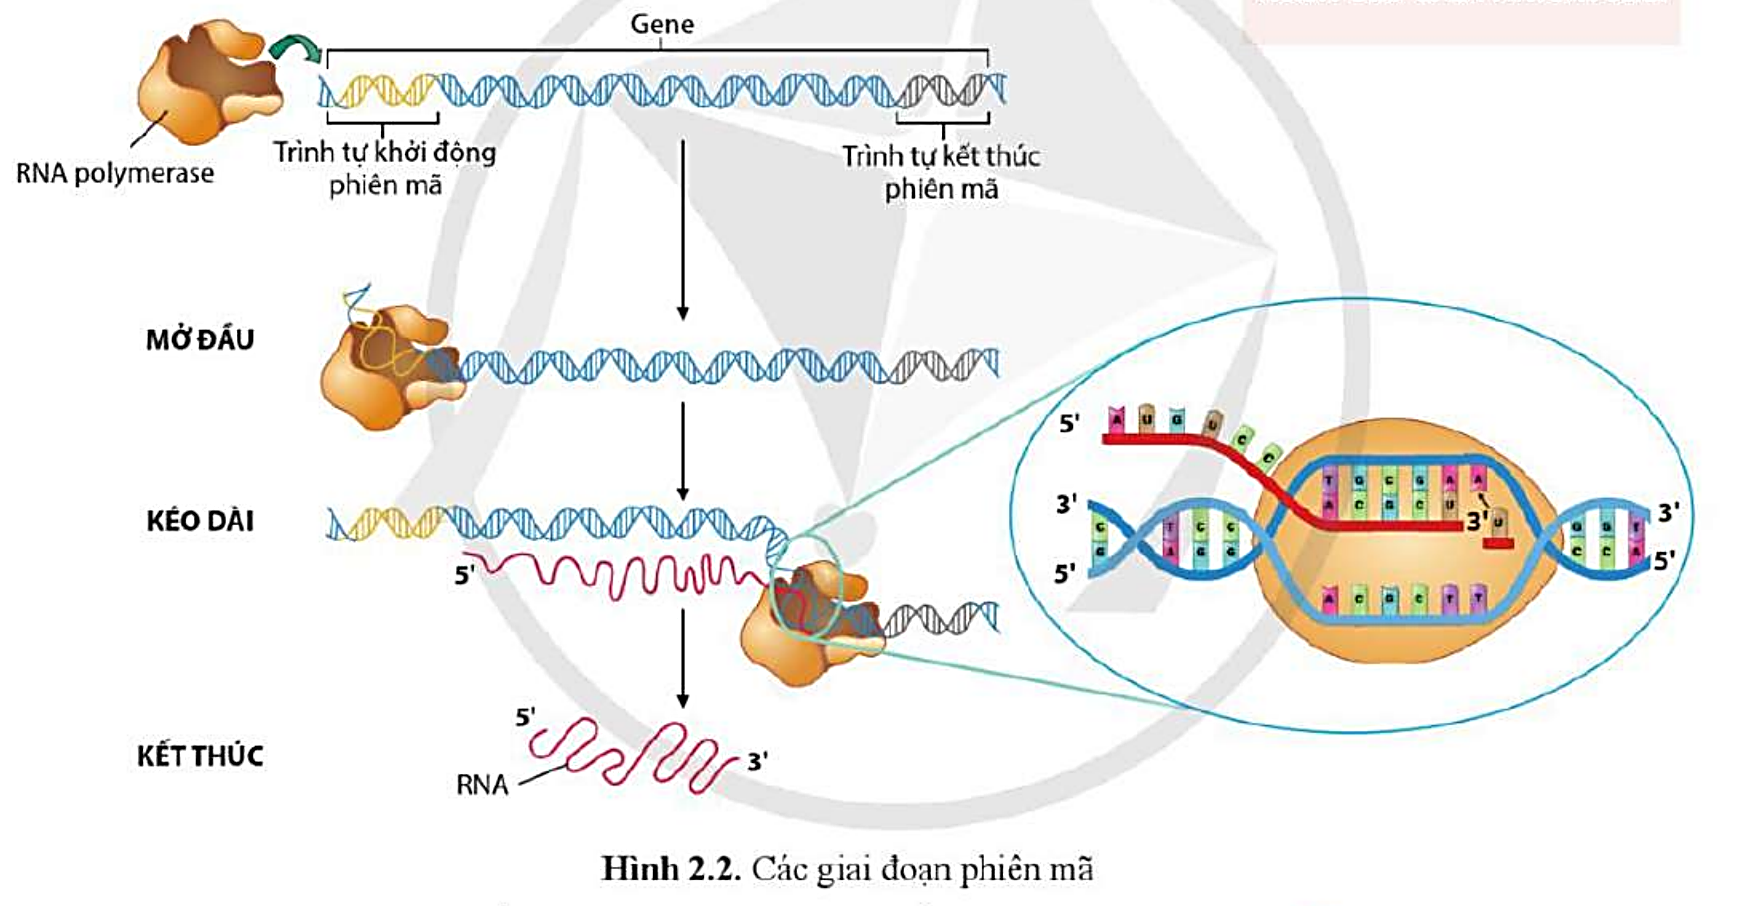 Gene
RNA polymerase
Trình tự khởi động
phiên mã
Trình tự kết thúc
phiên mã
MỞ ĐẦU
KÉO DÀI
5'
KẾT THÚC
5'
3'
RNA
5'
A U G U C C
3'
3'
5'
5'
T G C G A A
A C G C U
3'
U
A C G C T T
Hình 2.2. Các giai đoạn phiên mã